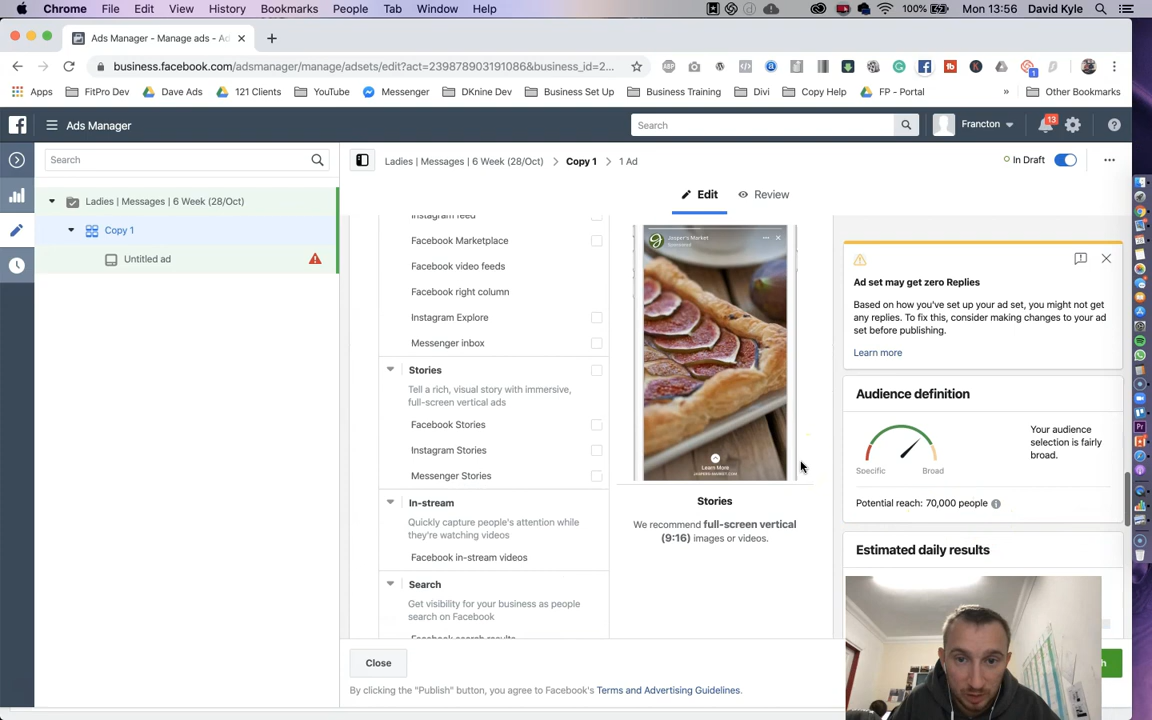 Chrome File Edit View History Bookmarks People Tab Window Help 100% Mon 13:56 David Kyle
Ads Manager - Manage ads - Ad
business.facebook.com/adsmanager/manage/adsets/edit?act=239878903191086&business_id=2...
Apps FitPro Dev Dave Ads 121 Clients YouTube Messenger DKnine Dev Business Set Up Business Training Divi Copy Help FP - Portal » Other Bookmarks
Ads Manager Search Francton 13
Search
Ladies | Messages | 6 Week (28/Oct) Copy 1 1 Ad In Draft
Edit Review
Ladies | Messages | 6 Week (28/Oct)
Copy 1
Untitled ad
Instagram feed
Facebook Marketplace
Facebook video feeds
Facebook right column
Instagram Explore
Messenger inbox
Stories
Tell a rich, visual story with immersive,
full-screen vertical ads
Facebook Stories
Instagram Stories
Messenger Stories
In-stream
Quickly capture people's attention while
they're watching videos
Facebook in-stream videos
Search
Get visibility for your business as people
search on Facebook
Facebook search results
Jasper's Market
Sponsored
Learn More
Stories
We recommend full-screen vertical
(9:16) images or videos.
Ad set may get zero Replies
Based on how you've set up your ad set, you might not get
any replies. To fix this, consider making changes to your ad
set before publishing.
Learn more
Audience definition
Your audience
selection is fairly
broad.
Specific Broad
Potential reach: 70,000 people
Estimated daily results
Close
By clicking the "Publish" button, you agree to Facebook's Terms and Advertising Guidelines.